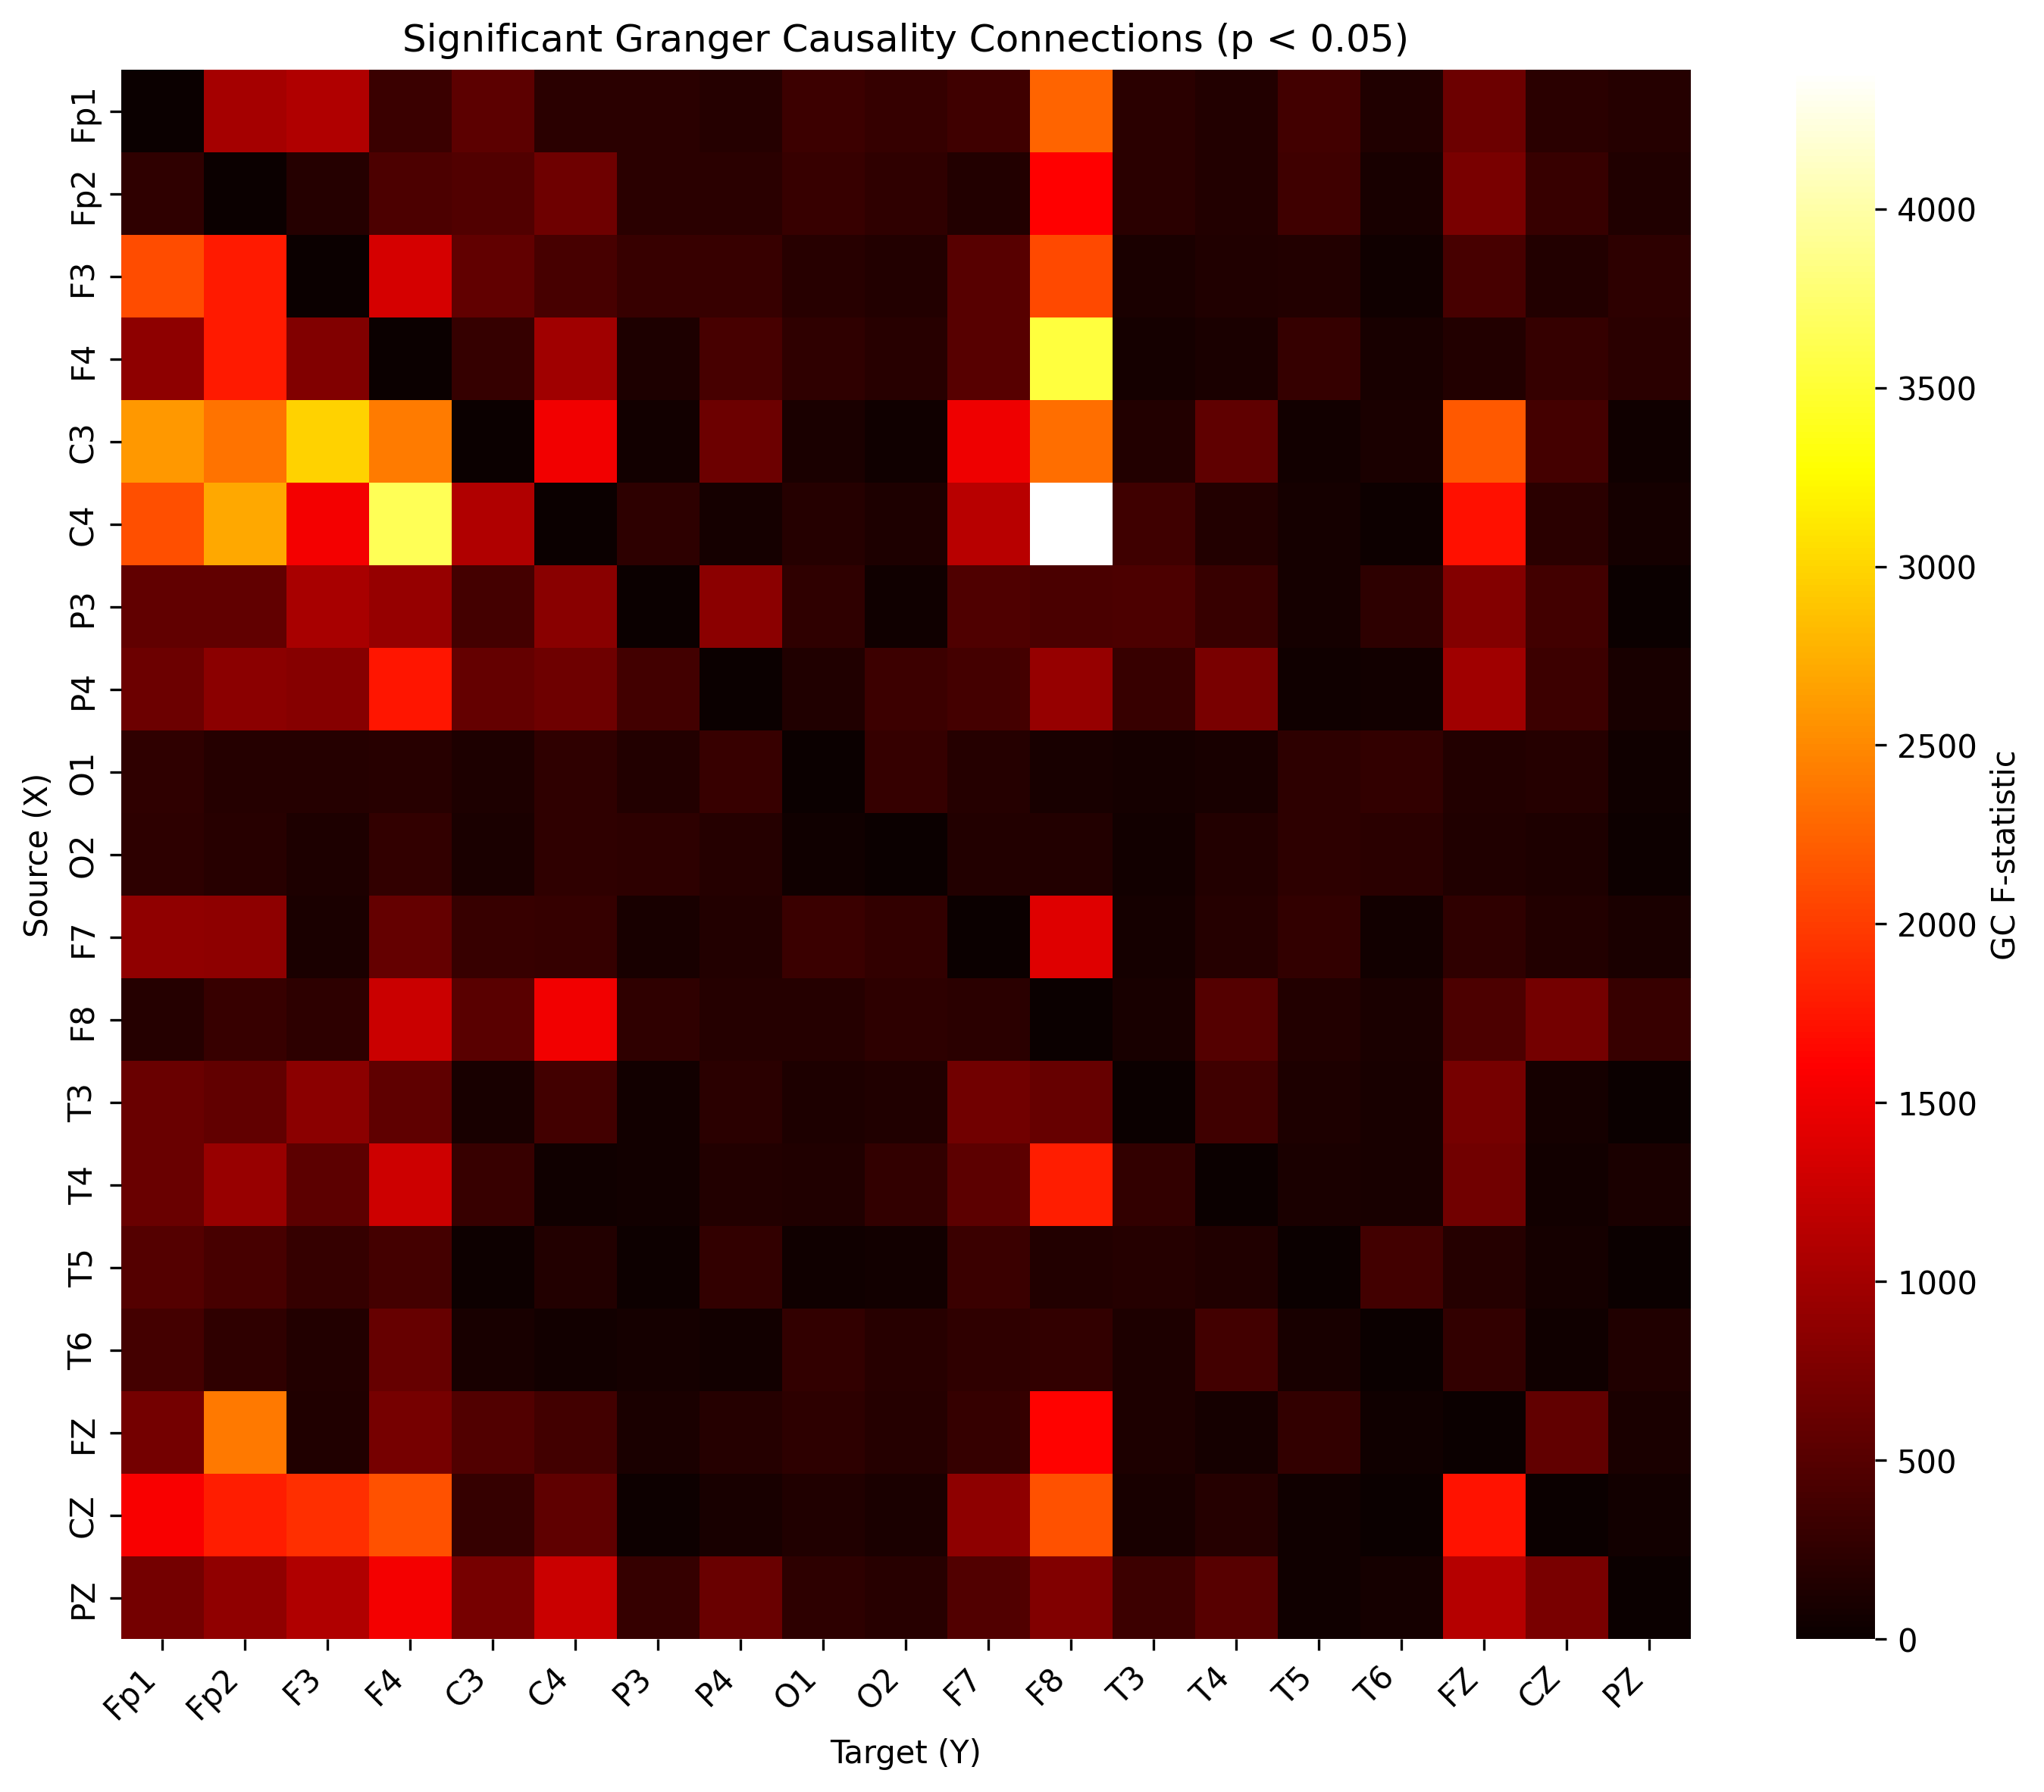 Significant Granger Causality Connections (p < 0.05)
Source (X)
Fp1
Fp2
F3
F4
C3
C4
P3
P4
O1
O2
F7
F8
T3
T4
T5
T6
FZ
CZ
PZ
Fp1
Fp2
F3
F4
C3
C4
P3
P4
O1
O2
F7
F8
T3
T4
T5
T6
FZ
CZ
PZ
Target (Y)
4000
3500
3000
2500
2000
1500
1000
500
0
GC F-statistic